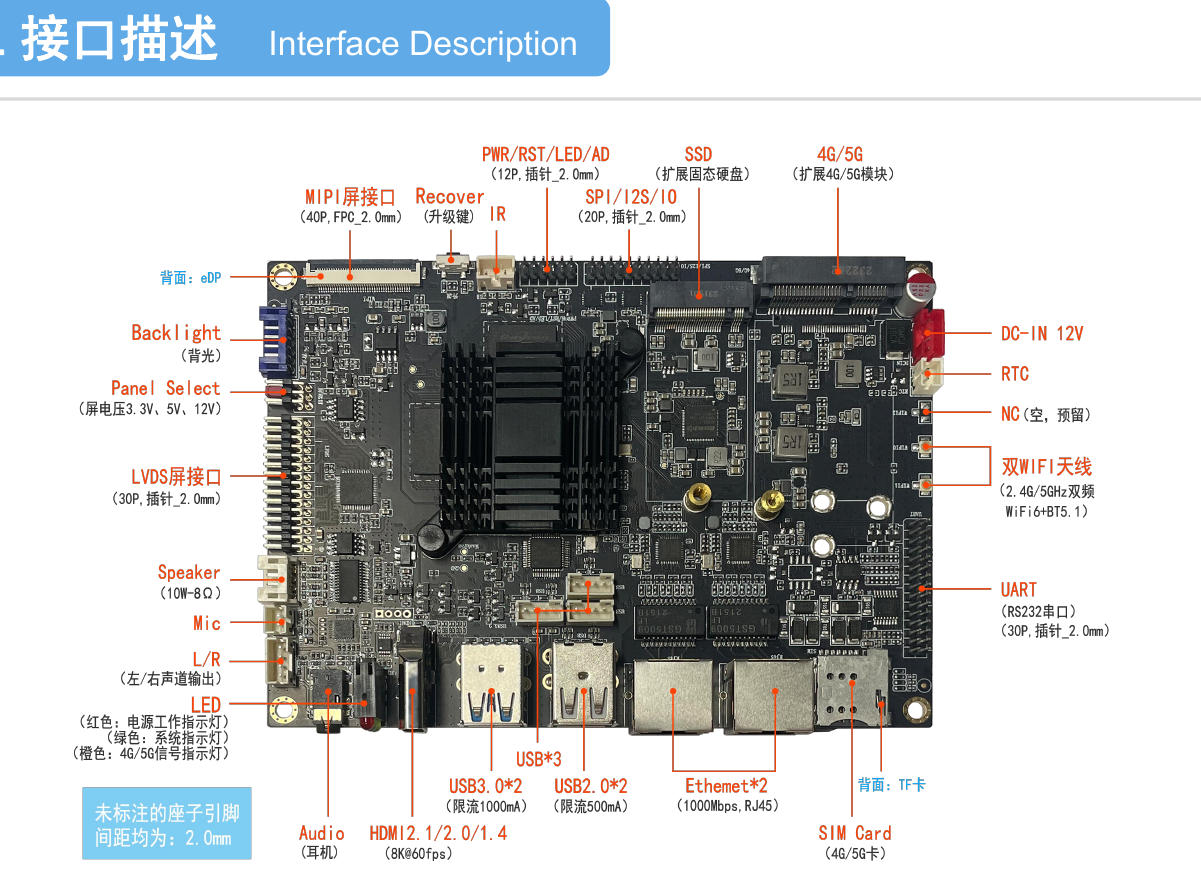 . 接口描述 Interface Description
PWR/RST/LED/AD
(12P,插针_2.0mm)
SSD
(扩展固态硬盘)
4G/5G
(扩展4G/5G模块)
MIPI屏接口
(40P,FPC_2.0mm)
Recover
(升级键)
IR
SPI/I2S/IO
(20P,插针_2.0mm)
背面: eDP
Backlight
(背光)
Panel Select
(屏电压3.3V、5V、12V)
LVDS屏接口
(30P,插针_2.0mm)
Speaker
(10W-8Ω)
Mic
L/R
(左/右声道输出)
LED
(红色: 电源工作指示灯)
(绿色: 系统指示灯)
(橙色: 4G/5G信号指示灯)
DC-IN 12V
RTC
NC(空, 预留)
双WIFI天线
(2.4G/5GHz双频
WiFi6+BT5.1)
UART
(RS232串口)
(30P,插针_2.0mm)
USB*3
USB3.0*2
(限流1000mA)
USB2.0*2
(限流500mA)
Ethemet*2
(1000Mbps,RJ45)
背面: TF卡
未标注的座子引脚
间距均为: 2.0mm
Audio
(耳机)
HDMI2.1/2.0/1.4
(8K@60fps)
SIM Card
(4G/5G卡)